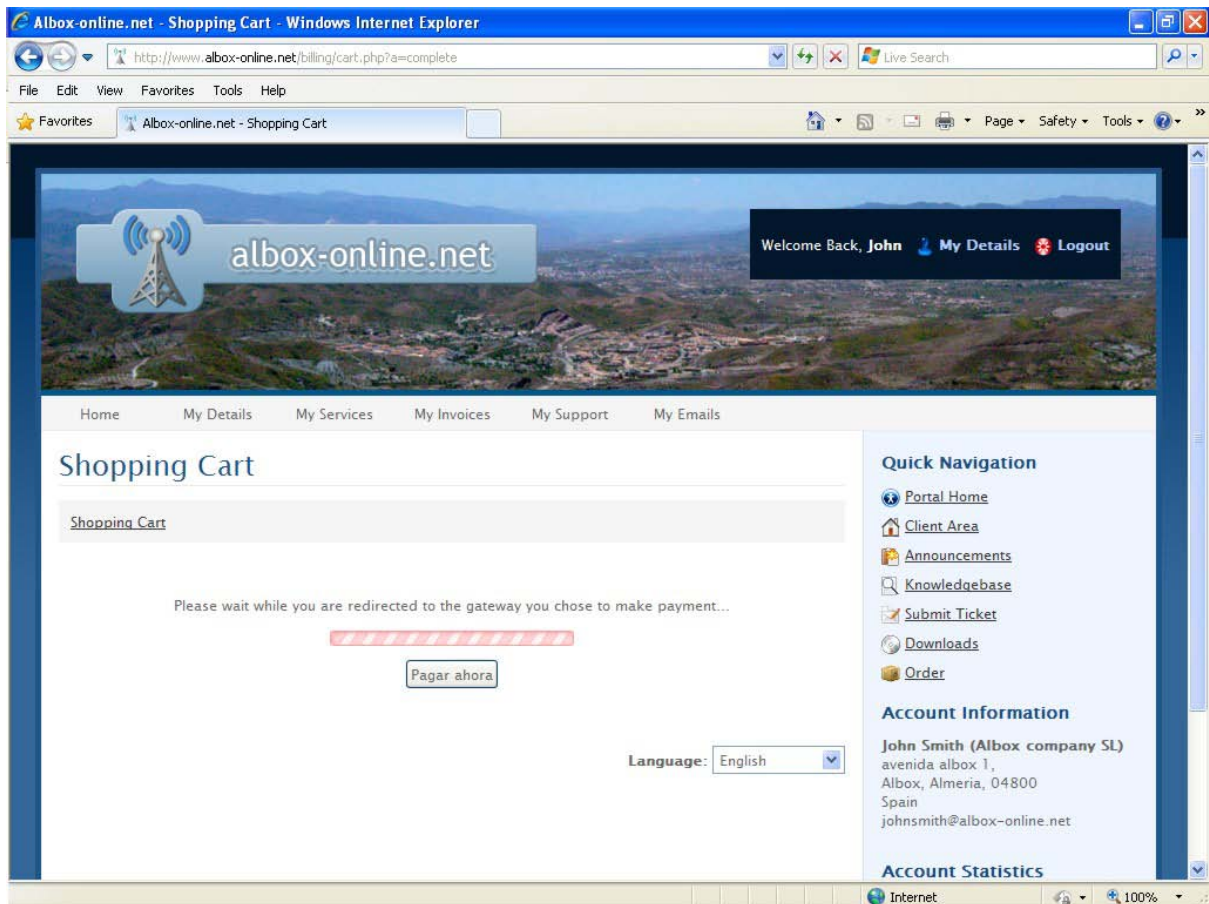 Albox-online.net - Shopping Cart - Windows Internet Explorer
http://www.albox-online.net/billing/cart.php?a=complete
Live Search
File Edit View Favorites Tools Help
Favorites
Albox-online.net - Shopping Cart
Page Safety Tools
albox-online.net
Welcome Back, John My Details Logout
Home My Details My Services My Invoices My Support My Emails
Shopping Cart
Shopping Cart
Please wait while you are redirected to the gateway you chose to make payment...
Pagar ahora
Language: English
Quick Navigation
Portal Home
Client Area
Announcements
Knowledgebase
Submit Ticket
Downloads
Order
Account Information
John Smith (Albox company SL)
avenida albox 1,
Albox, Almeria, 04800
Spain
johnsmith@albox-online.net
Account Statistics
Internet 100%